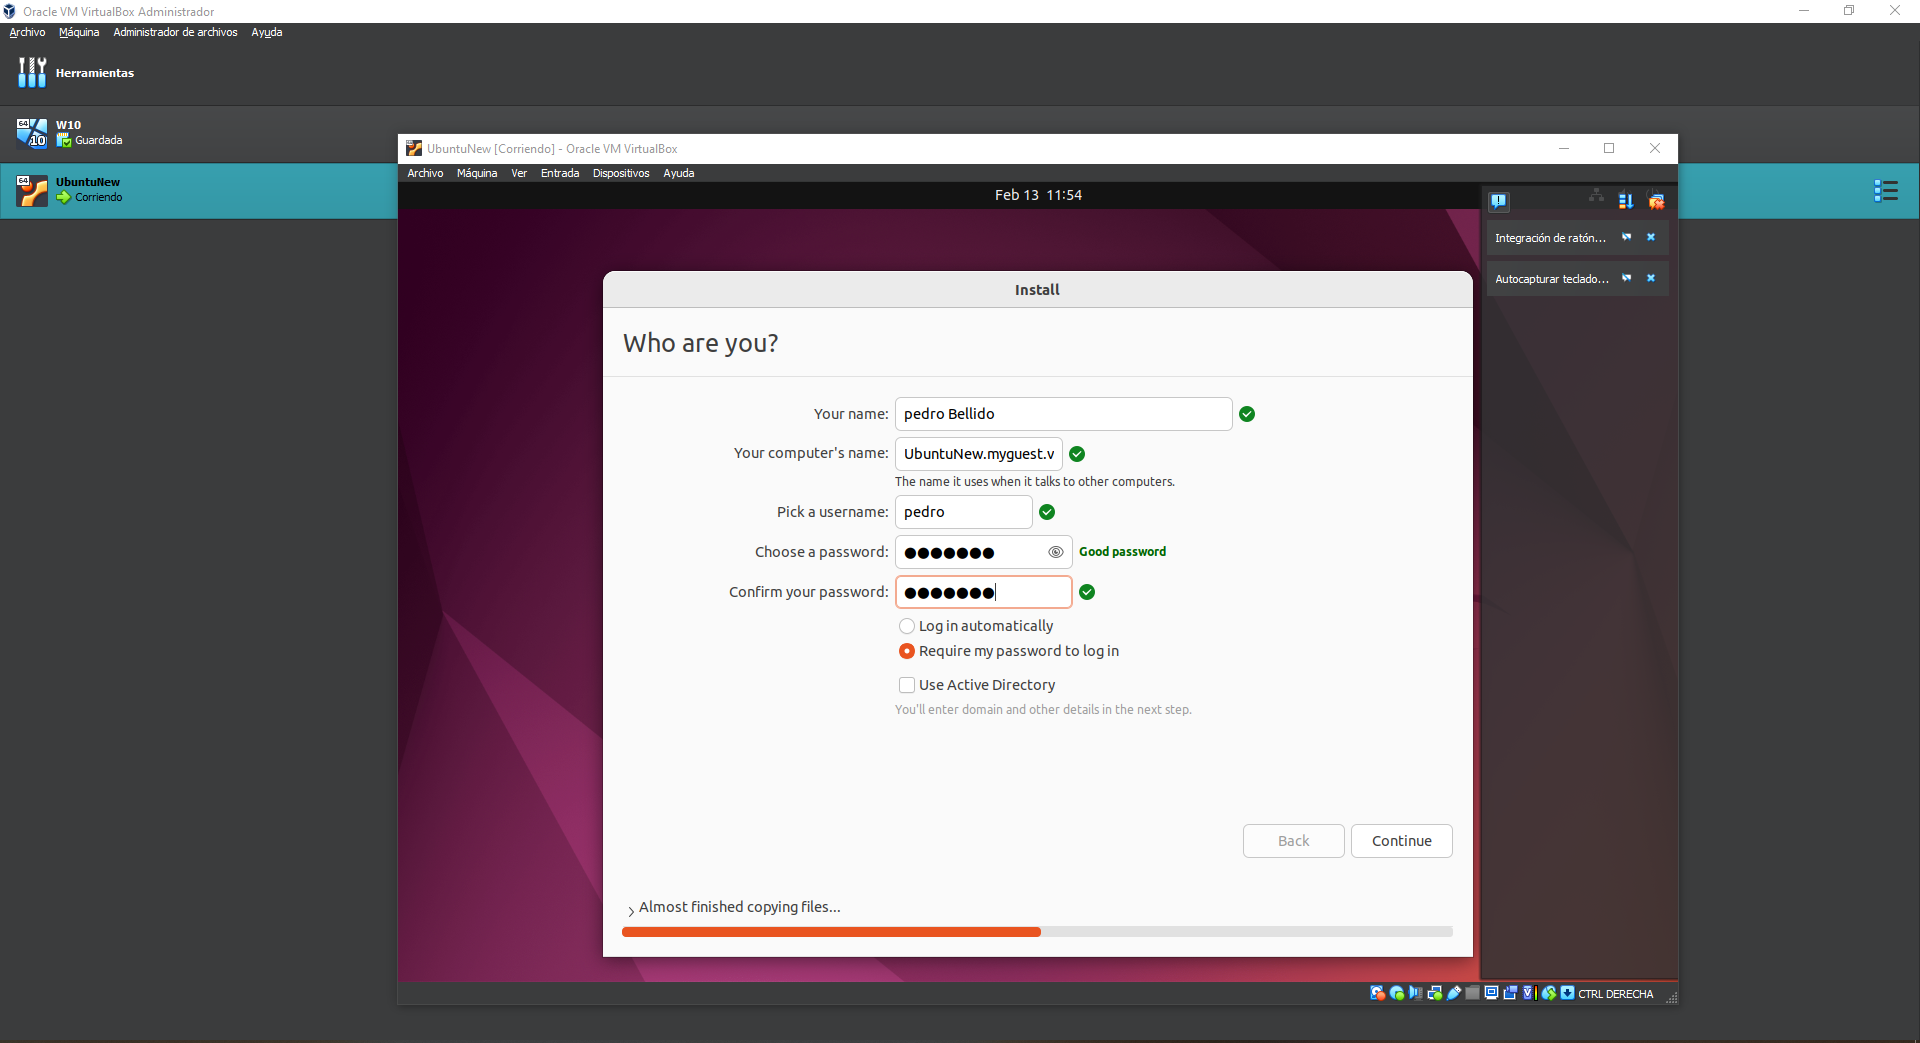 Oracle VM VirtualBox Administrador
Archivo Máquina Administrador de archivos Ayuda
Herramientas
64
10
W10
Guardada
64
UbuntuNew
Corriendo
UbuntuNew [Corriendo] - Oracle VM VirtualBox
Archivo Máquina Ver Entrada Dispositivos Ayuda
Feb 13 11:54
Integración de ratón...
Autocapturar teclado...
Install
Who are you?
Your name: pedro Bellido
Your computer's name: UbuntuNew.myguest.v
The name it uses when it talks to other computers.
Pick a username: pedro
Choose a password: ●●●●●●● Good password
Confirm your password: ●●●●●●●
Log in automatically
Require my password to log in
Use Active Directory
You'll enter domain and other details in the next step.
Back Continue
Almost finished copying files...
CTRL DERECHA